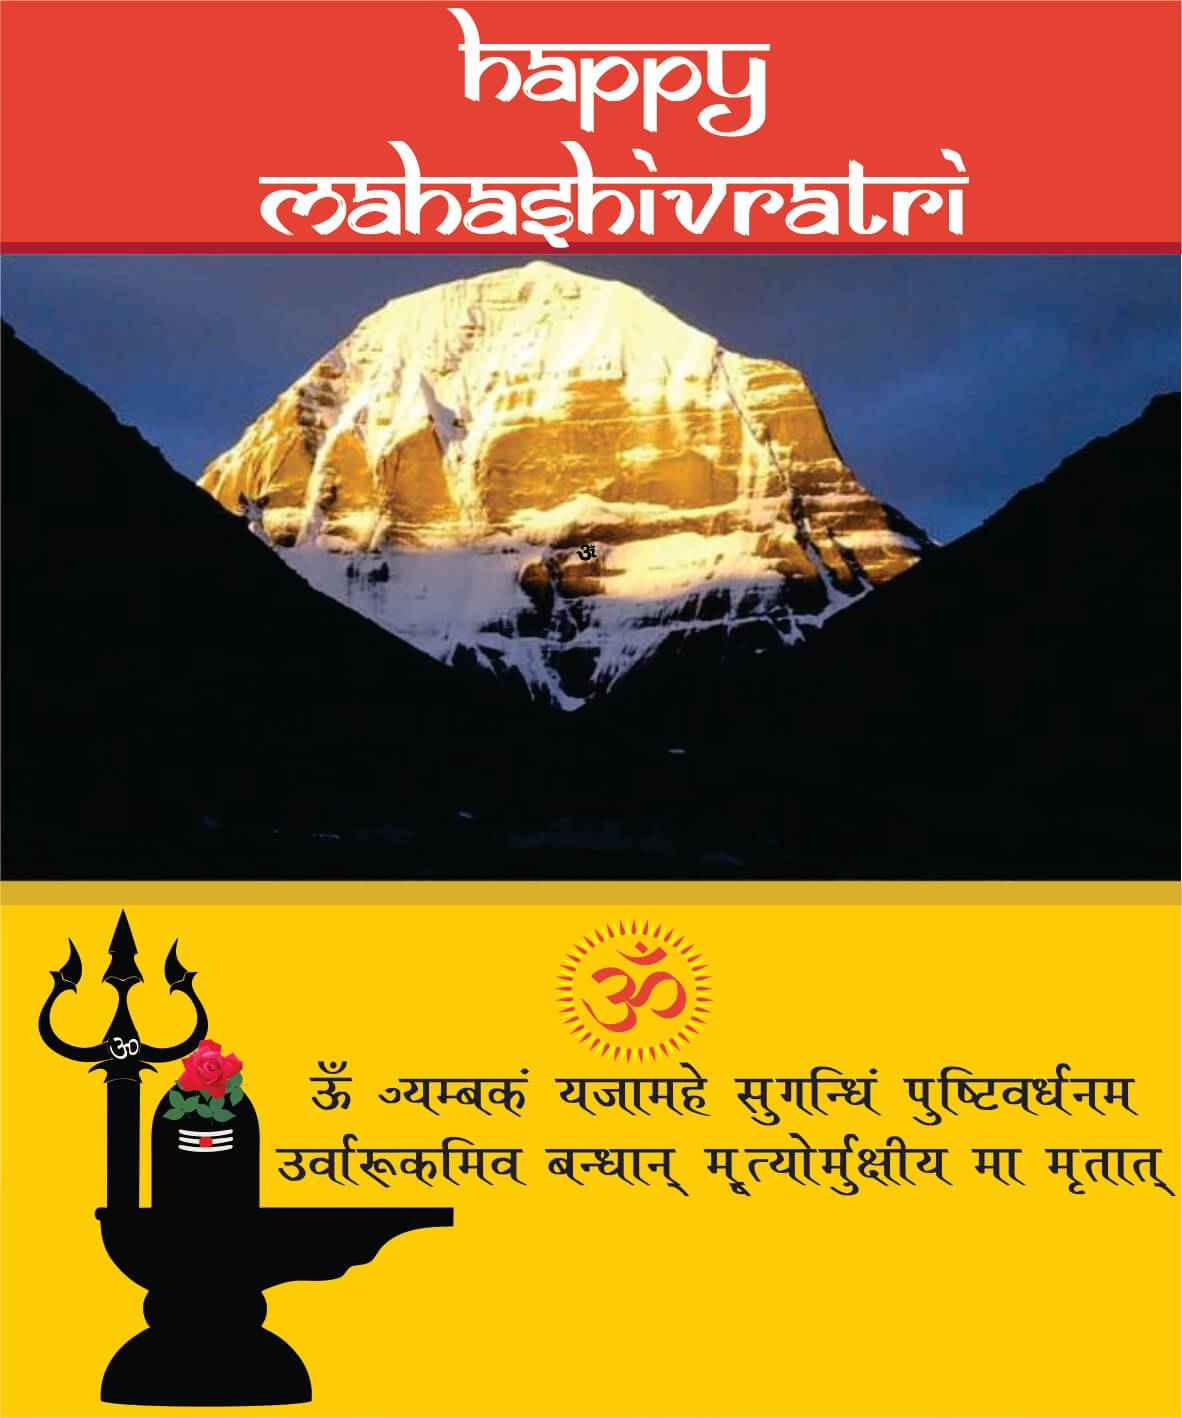 Happy
Mahashivratri
ॐ
ॐ
ॐ
ऊँ त्र्यम्बकं यजामहे सुगन्धिं पुष्टिवर्धनम
उर्वारूकमिव बन्धान् मृ्त्योर्मुक्षीय मा मृतात्